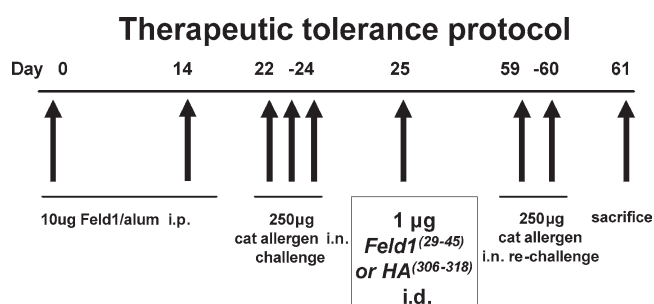 Therapeutic tolerance protocol
Day 0 14 22 -24 25 59 -60 61
10ug Feld1/alum i.p.
250µg
cat allergen i.n.
challenge
1 µg
Feld1(29-45)
or HA(306-318)
i.d.
250µg
cat allergen
i.n. re-challenge
sacrifice